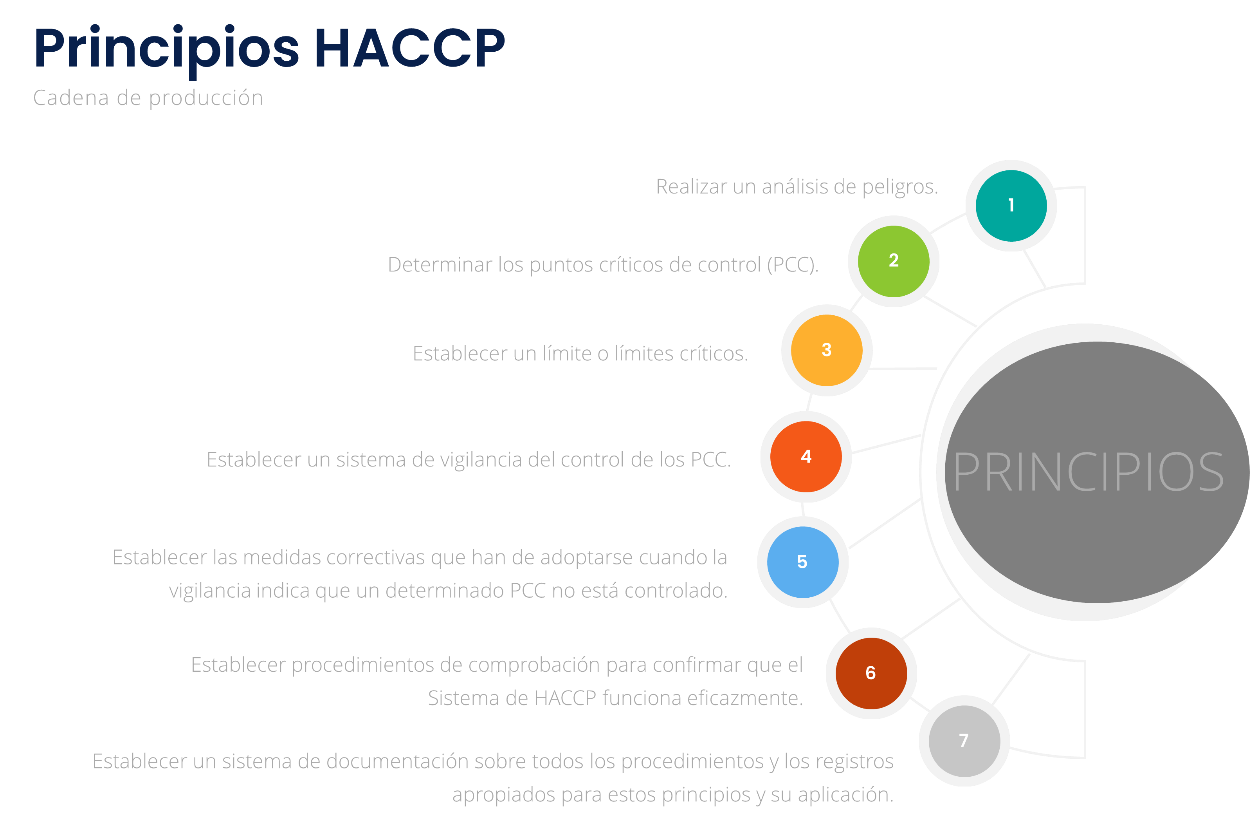 Principios HACCP
Cadena de producción
Realizar un análisis de peligros.
1
Determinar los puntos críticos de control (PCC).
2
Establecer un límite o límites críticos.
3
Establecer un sistema de vigilancia del control de los PCC.
4
PRINCIPIOS
Establecer las medidas correctivas que han de adoptarse cuando la
vigilancia indica que un determinado PCC no está controlado.
5
Establecer procedimientos de comprobación para confirmar que el
Sistema de HACCP funciona eficazmente.
6
Establecer un sistema de documentación sobre todos los procedimientos y los registros
apropiados para estos principios y su aplicación.
7